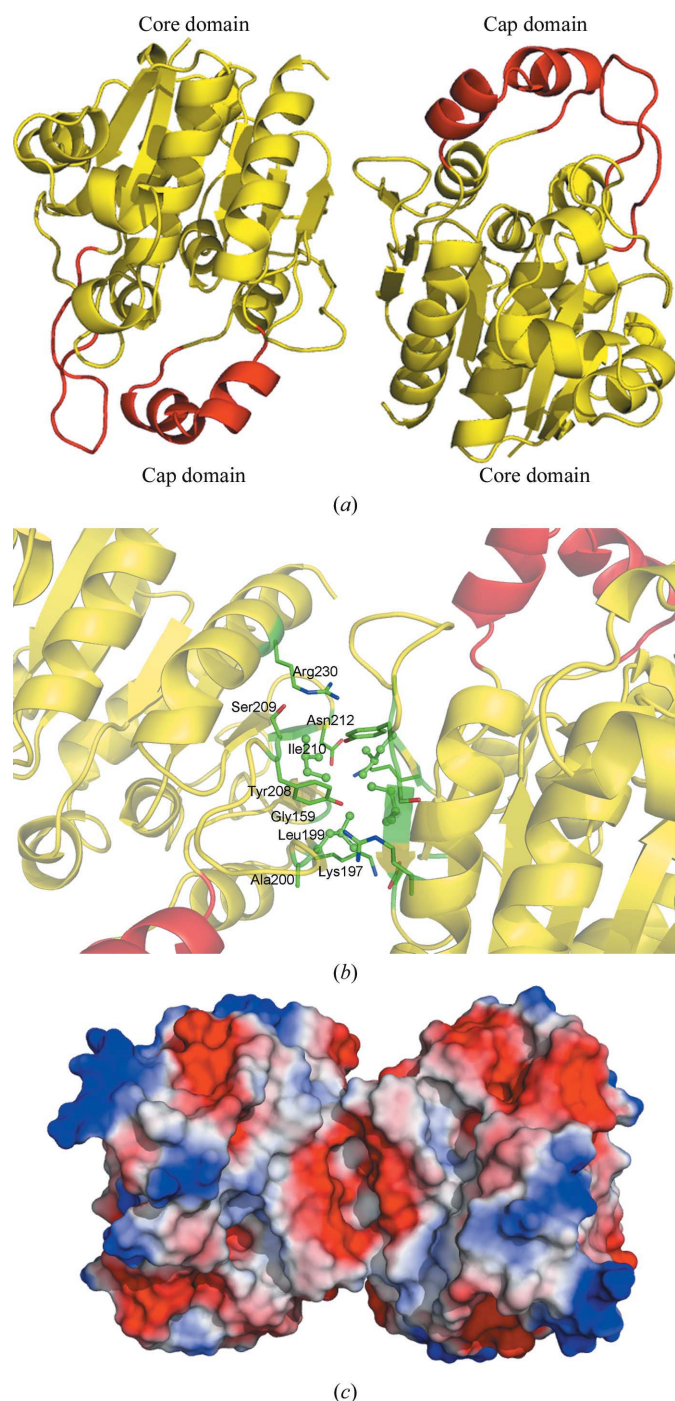 Core domain
Cap domain
Cap domain
Core domain
(a)
Arg230
Ser209
Asn212
Ile210
Tyr208
Gly159
Leu199
Lys197
Ala200
(b)
(c)